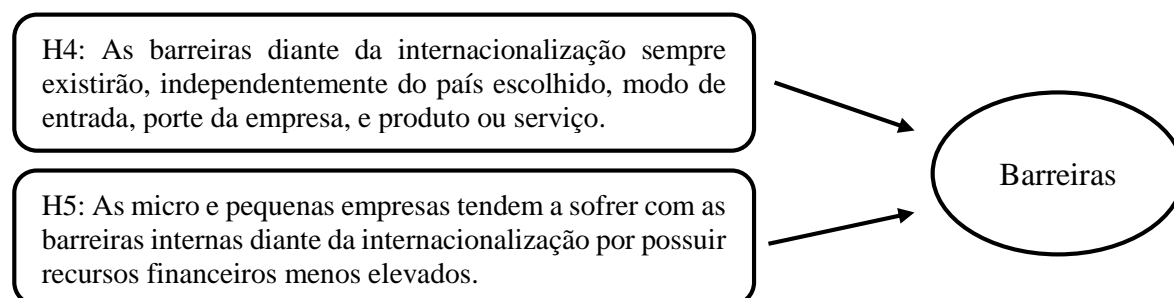 H4: As barreiras diante da internacionalização sempre
existirão, independentemente do país escolhido, modo de
entrada, porte da empresa, e produto ou serviço.
Barreiras
H5: As micro e pequenas empresas tendem a sofrer com as
barreiras internas diante da internacionalização por possuir
recursos financeiros menos elevados.